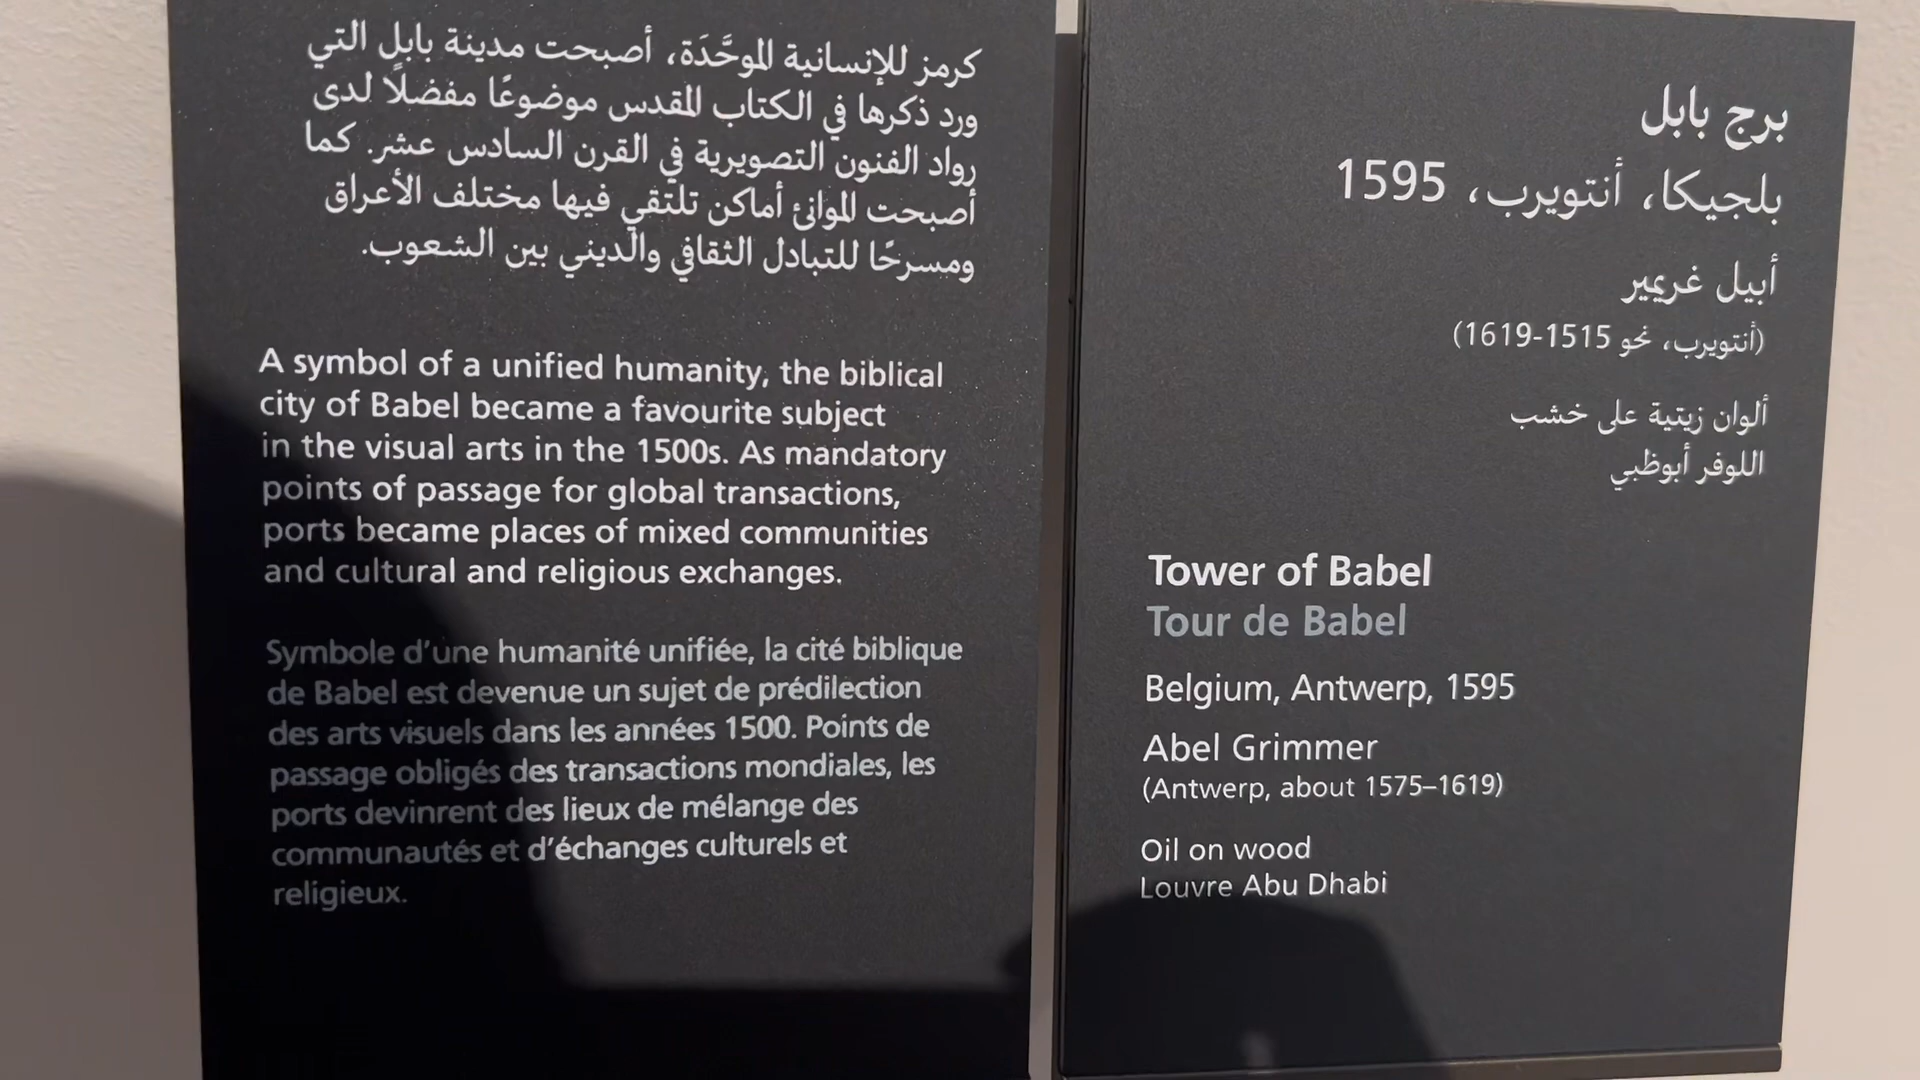 كرمز للإنسانية الموحَّدَة، أصبحت مدينة بابل التي
ورد ذكرها في الكتاب المقدس موضوعًا مفضلًا لدى
رواد الفنون التصويرية في القرن السادس عشر. كما
أصبحت الموانئ أماكن تلتقي فيها مختلف الأعراق
ومسرحًا للتبادل الثقافي والديني بين الشعوب.
A symbol of a unified humanity, the biblical
city of Babel became a favourite subject
in the visual arts in the 1500s. As mandatory
points of passage for global transactions,
ports became places of mixed communities
and cultural and religious exchanges.
Symbole d'une humanité unifiée, la cité biblique
de Babel est devenue un sujet de prédilection
des arts visuels dans les années 1500. Points de
passage obligés des transactions mondiales, les
ports devinrent des lieux de mélange des
communautés et d'échanges culturels et
religieux.
برج بابل
بلجيكا، أنتويرب، 1595
أبيل غريمير
(أنتويرب، نحو 1515-1619)
ألوان زيتية على خشب
اللوفر أبوظبي
Tower of Babel
Tour de Babel
Belgium, Antwerp, 1595
Abel Grimmer
(Antwerp, about 1575–1619)
Oil on wood
Louvre Abu Dhabi